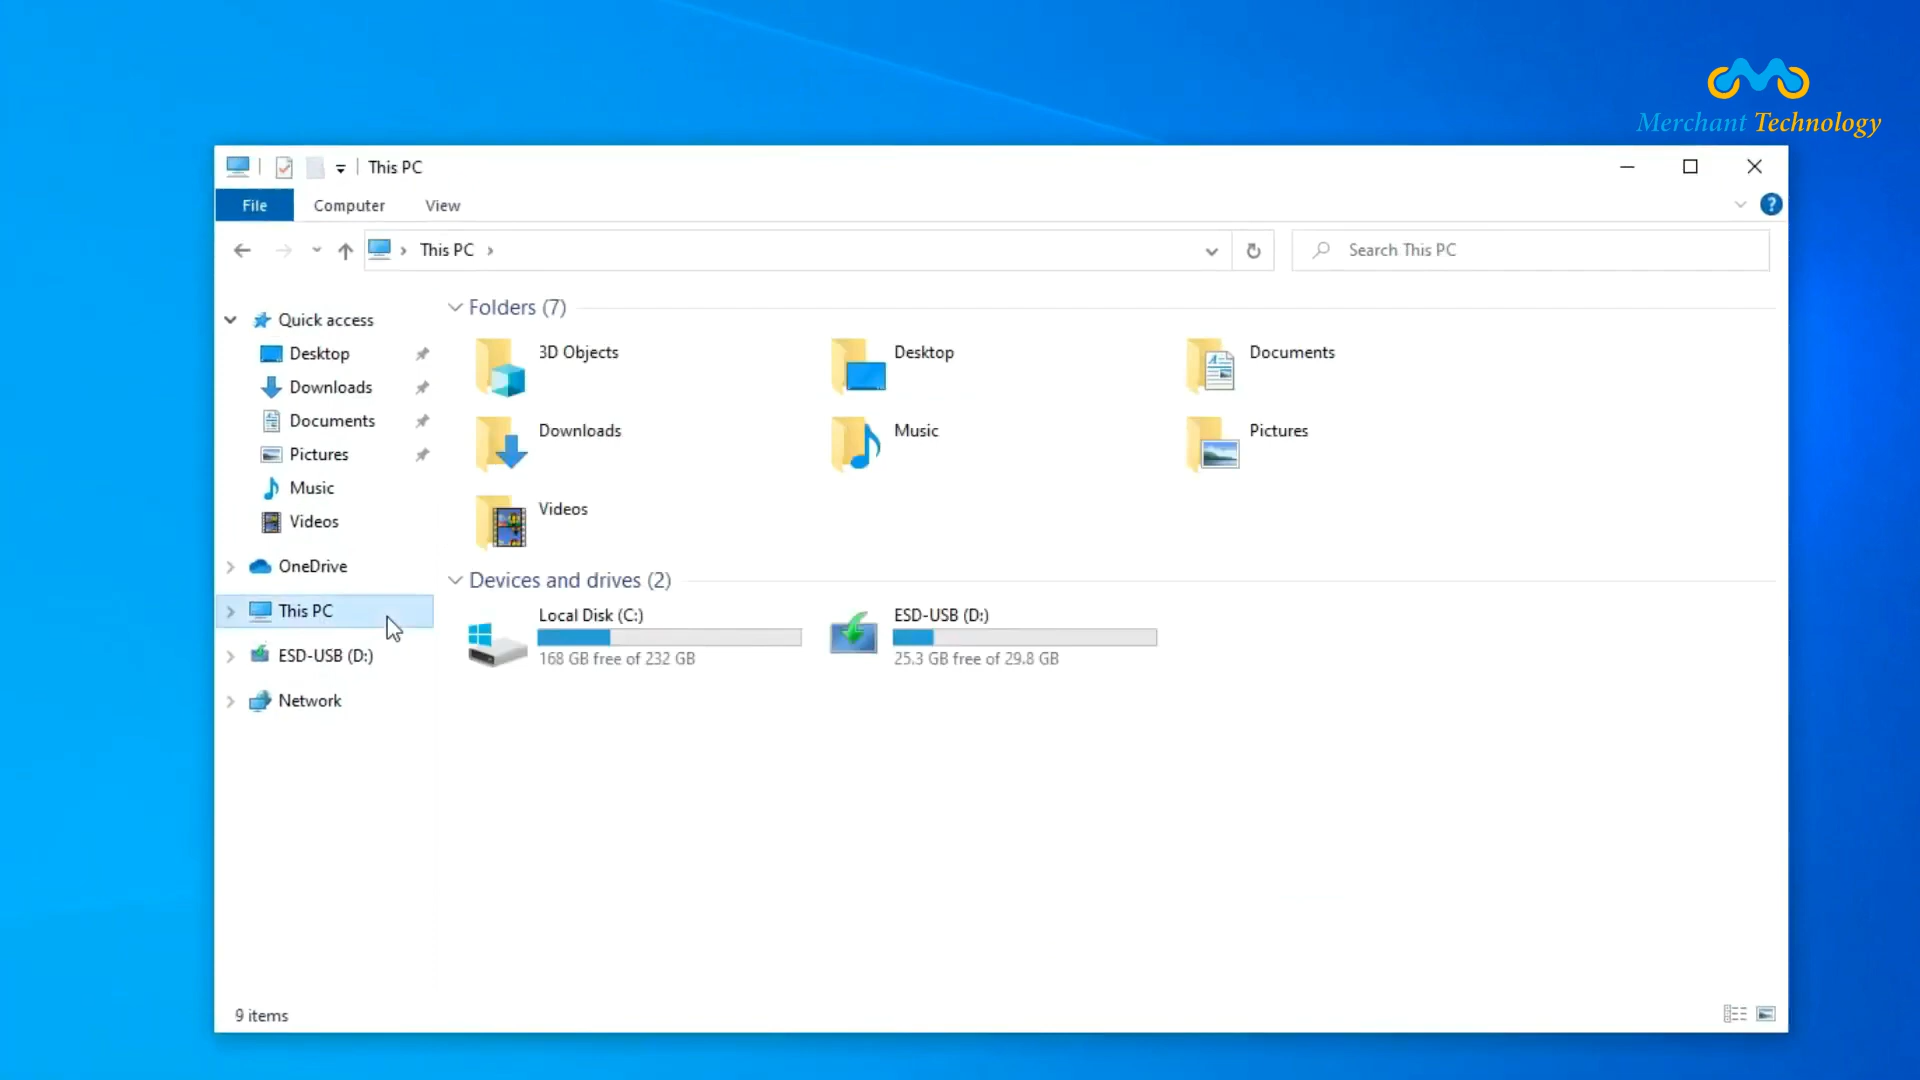 Merchant Technology
This PC
File
Computer
View
?
This PC
Search This PC
Quick access
Desktop
Downloads
Documents
Pictures
Music
Videos
OneDrive
This PC
ESD-USB (D:)
Network
Folders (7)
3D Objects
Desktop
Documents
Downloads
Music
Pictures
Videos
Devices and drives (2)
Local Disk (C:)
168 GB free of 232 GB
ESD-USB (D:)
25.3 GB free of 29.8 GB
9 items